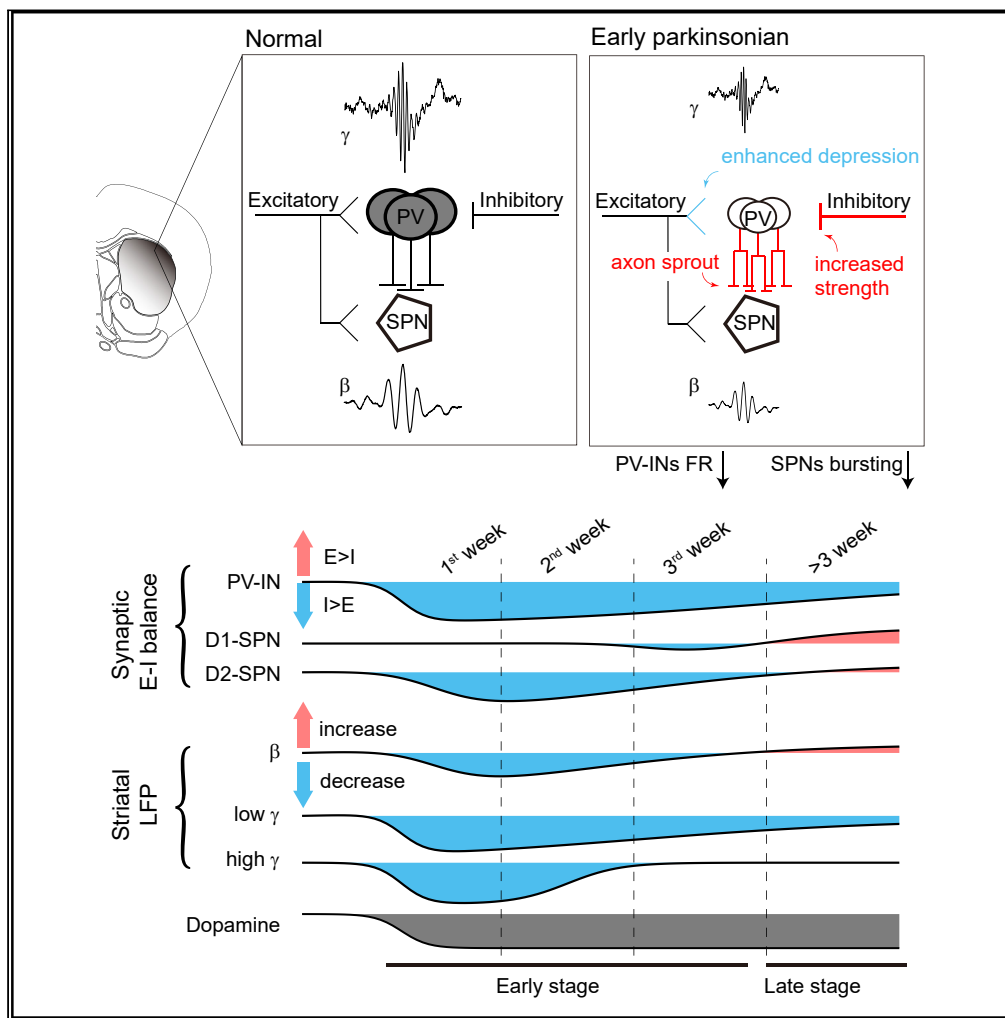 Normal
Early parkinsonian
γ
γ
enhanced depression
Excitatory
PV
Inhibitory
Excitatory
PV
Inhibitory
axon sprout
increased
strength
SPN
SPN
β
β
PV-INs FR
SPNs bursting
1st week
2nd week
3rd week
>3 week
Synaptic
E-I balance
E>I
PV-IN
I>E
D1-SPN
D2-SPN
Striatal
LFP
increase
β
decrease
low γ
high γ
Dopamine
Early stage
Late stage